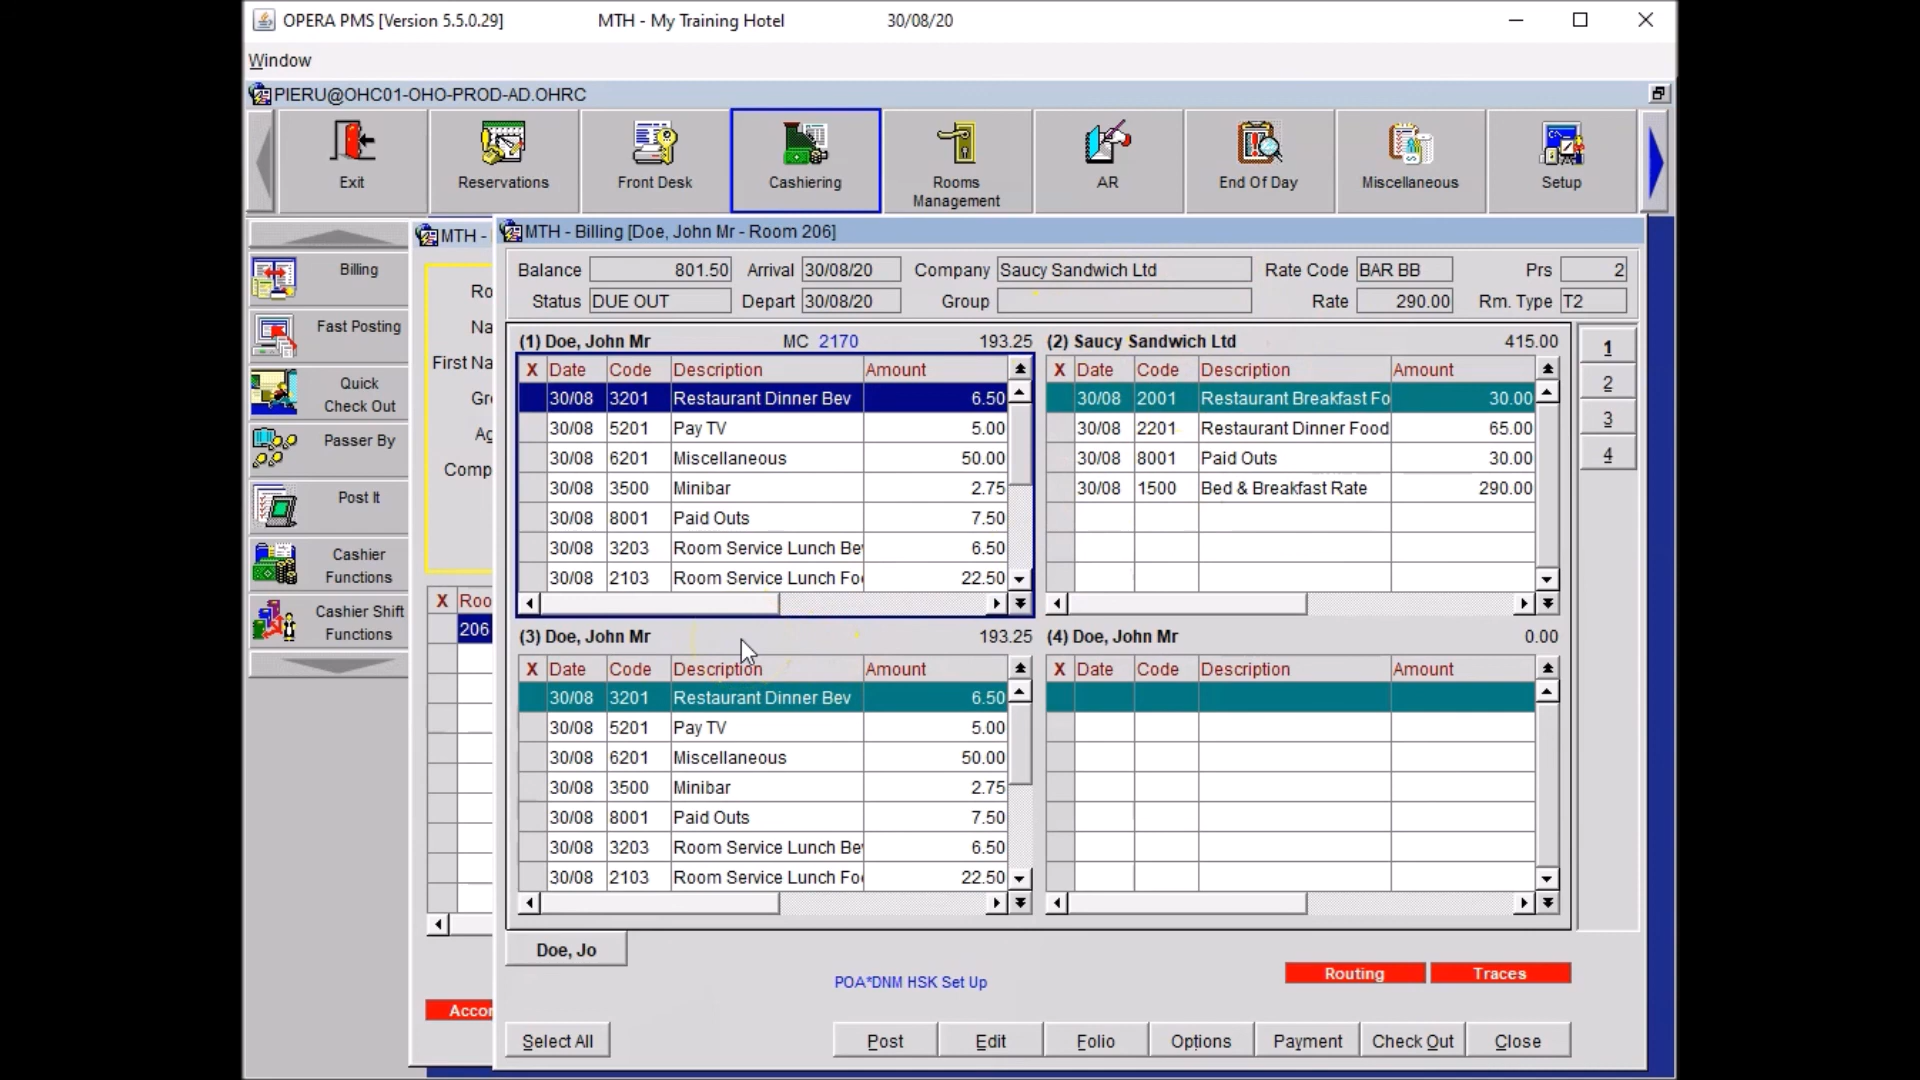 OPERA PMS [Version 5.5.0.29] MTH - My Training Hotel 30/08/20
Window
PIERU@OHC01-OHO-PROD-AD.OHRC
Exit
Reservations
Front Desk
Cashiering
Rooms Management
AR
End Of Day
Miscellaneous
Setup
Billing
Fast Posting
Quick Check Out
Passer By
Post It
Cashier Functions
Cashier Shift Functions
MTH -
Ro
Na
First Na
Gr
Ag
Comp
X Roo
206
Accor
MTH - Billing [Doe, John Mr - Room 206]
Balance 801.50 Arrival 30/08/20 Company Saucy Sandwich Ltd Rate Code BAR BB Prs 2
Status DUE OUT Depart 30/08/20 Group Rate 290.00 Rm. Type T2
(1) Doe, John Mr MC 2170 193.25
X Date Code Description Amount
30/08 3201 Restaurant Dinner Bev 6.50
30/08 5201 Pay TV 5.00
30/08 6201 Miscellaneous 50.00
30/08 3500 Minibar 2.75
30/08 8001 Paid Outs 7.50
30/08 3203 Room Service Lunch Be 6.50
30/08 2103 Room Service Lunch Fo 22.50
(2) Saucy Sandwich Ltd 415.00
X Date Code Description Amount
30/08 2001 Restaurant Breakfast Fo 30.00
30/08 2201 Restaurant Dinner Food 65.00
30/08 8001 Paid Outs 30.00
30/08 1500 Bed & Breakfast Rate 290.00
(3) Doe, John Mr 193.25
X Date Code Description Amount
30/08 3201 Restaurant Dinner Bev 6.50
30/08 5201 Pay TV 5.00
30/08 6201 Miscellaneous 50.00
30/08 3500 Minibar 2.75
30/08 8001 Paid Outs 7.50
30/08 3203 Room Service Lunch Be 6.50
30/08 2103 Room Service Lunch Fo 22.50
(4) Doe, John Mr 0.00
X Date Code Description Amount
1
2
3
4
Doe, Jo
POA*DNM HSK Set Up
Routing Traces
Select All Post Edit Folio Options Payment Check Out Close